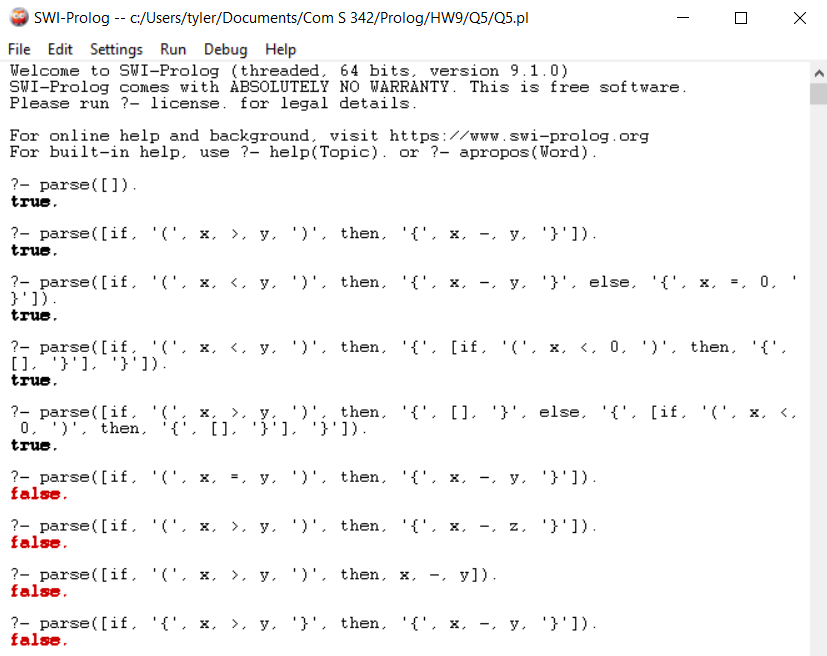 SWI-Prolog -- c:/Users/tyler/Documents/Com S 342/Prolog/HW9/Q5/Q5.pl
File Edit Settings Run Debug Help
Welcome to SWI-Prolog (threaded, 64 bits, version 9.1.0)
SWI-Prolog comes with ABSOLUTELY NO WARRANTY. This is free software.
Please run ?- license. for legal details.
For online help and background, visit https://www.swi-prolog.org
For built-in help, use ?- help(Topic). or ?- apropos(Word).
?- parse([]).
true.
?- parse([if, '(', x, >, y, ')', then, '{', x, -, y, '}']).
true.
?- parse([if, '(', x, <, y, ')', then, '{', x, -, y, '}', else, '{', x, =, 0, '
}']).
true.
?- parse([if, '(', x, <, y, ')', then, '{', [if, '(', x, <, 0, ')', then, '{',
[], '}'], '}']).
true.
?- parse([if, '(', x, >, y, ')', then, '{', [], '}', else, '{', [if, '(', x, <,
 0, ')', then, '{', [], '}'], '}']).
true.
?- parse([if, '(', x, =, y, ')', then, '{', x, -, y, '}']).
false.
?- parse([if, '(', x, >, y, ')', then, '{', x, -, z, '}']).
false.
?- parse([if, '(', x, >, y, ')', then, x, -, y]).
false.
?- parse([if, '{', x, >, y, '}', then, '{', x, -, y, '}']).
false.